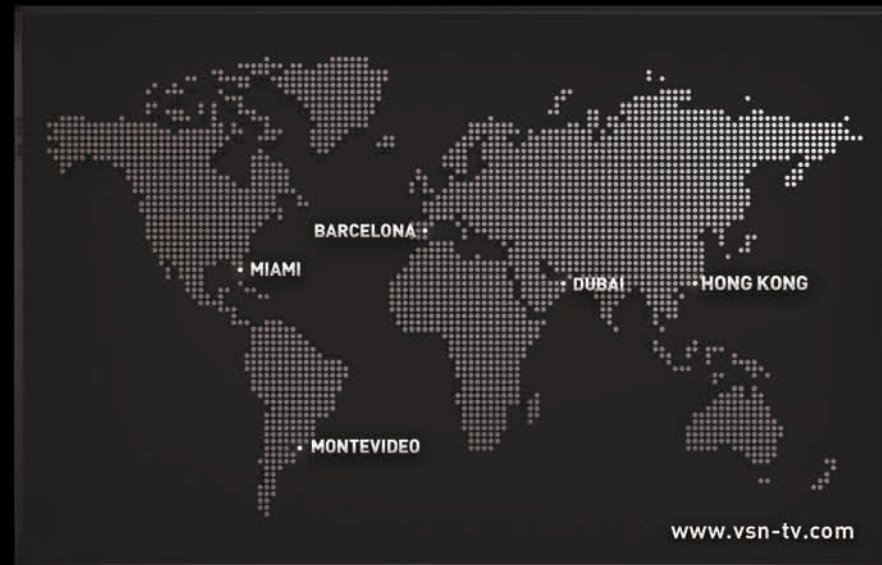 BARCELONA
MIAMI
DUBAI
HONG KONG
MONTEVIDEO
www.vsn-tv.com